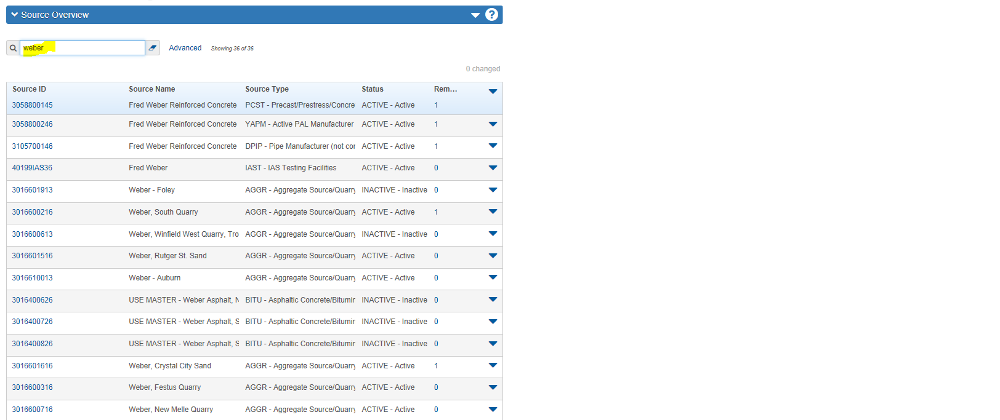 Source Overview
?
weber Advanced Showing 36 of 36
0 changed
Source ID Source Name Source Type Status Rem...
3058800145 Fred Weber Reinforced Concrete PCST - Precast/Prestress/Concre ACTIVE - Active 1
3058800246 Fred Weber Reinforced Concrete YAPM - Active PAL Manufacturer ACTIVE - Active 1
3105700146 Fred Weber Reinforced Concrete DPIP - Pipe Manufacturer (not cor ACTIVE - Active 1
40199IAS36 Fred Weber IAST - IAS Testing Facilities ACTIVE - Active 0
3016601913 Weber - Foley AGGR - Aggregate Source/Quarry INACTIVE - Inactive 0
3016600216 Weber, South Quarry AGGR - Aggregate Source/Quarry ACTIVE - Active 1
3016600613 Weber, Winfield West Quarry, Tro AGGR - Aggregate Source/Quarry INACTIVE - Inactive 0
3016601516 Weber, Rutger St. Sand AGGR - Aggregate Source/Quarry ACTIVE - Active 0
3016610013 Weber - Auburn AGGR - Aggregate Source/Quarry ACTIVE - Active 0
3016400626 USE MASTER - Weber Asphalt, N BITU - Asphaltic Concrete/Bitumin INACTIVE - Inactive 0
3016400726 USE MASTER - Weber Asphalt, S BITU - Asphaltic Concrete/Bitumin INACTIVE - Inactive 0
3016400826 USE MASTER - Weber Asphalt, S BITU - Asphaltic Concrete/Bitumin INACTIVE - Inactive 0
3016601616 Weber, Crystal City Sand AGGR - Aggregate Source/Quarry ACTIVE - Active 1
3016600316 Weber, Festus Quarry AGGR - Aggregate Source/Quarry ACTIVE - Active 0
3016600716 Weber, New Melle Quarry AGGR - Aggregate Source/Quarry ACTIVE - Active 0